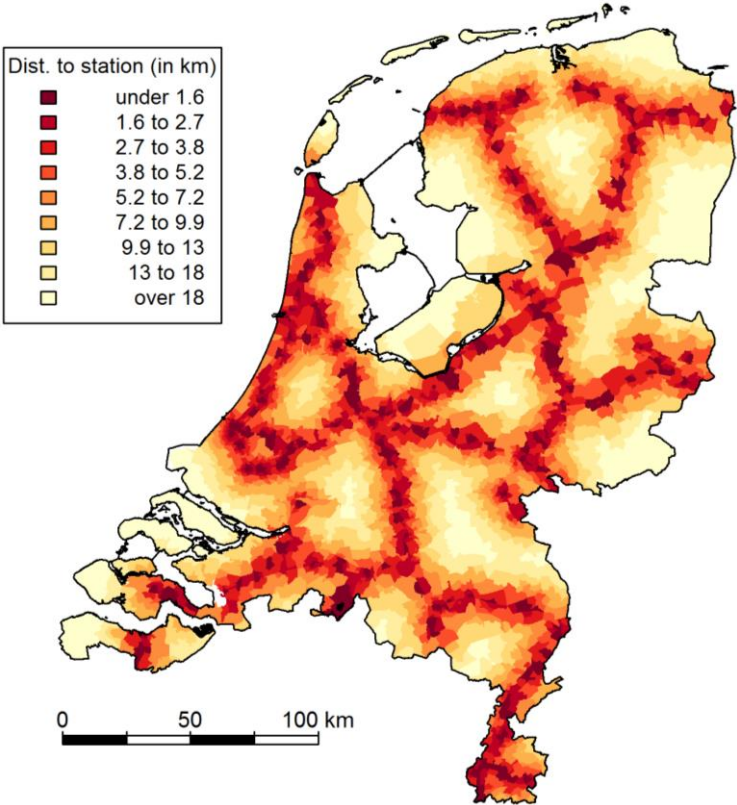 Dist. to station (in km)
under 1.6
1.6 to 2.7
2.7 to 3.8
3.8 to 5.2
5.2 to 7.2
7.2 to 9.9
9.9 to 13
13 to 18
over 18
0 50 100 km